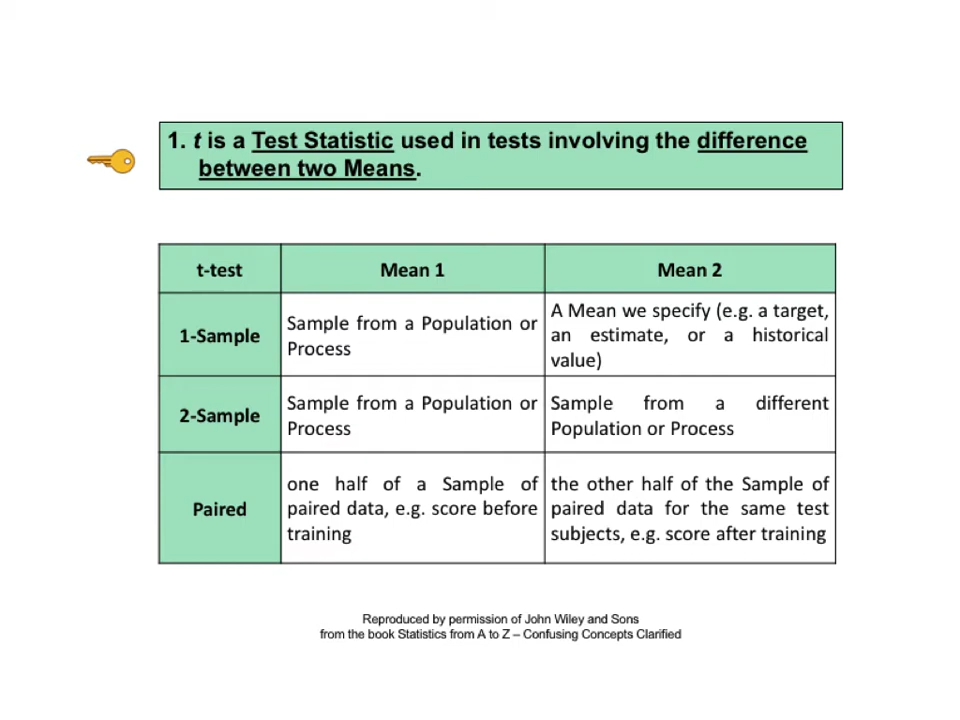 1. t is a Test Statistic used in tests involving the difference
between two Means.
t-test
Mean 1
Mean 2
1-Sample
Sample from a Population or
Process
A Mean we specify (e.g. a target,
an estimate, or a historical
value)
2-Sample
Sample from a Population or
Process
Sample from a different
Population or Process
Paired
one half of a Sample of
paired data, e.g. score before
training
the other half of the Sample of
paired data for the same test
subjects, e.g. score after training
Reproduced by permission of John Wiley and Sons
from the book Statistics from A to Z – Confusing Concepts Clarified